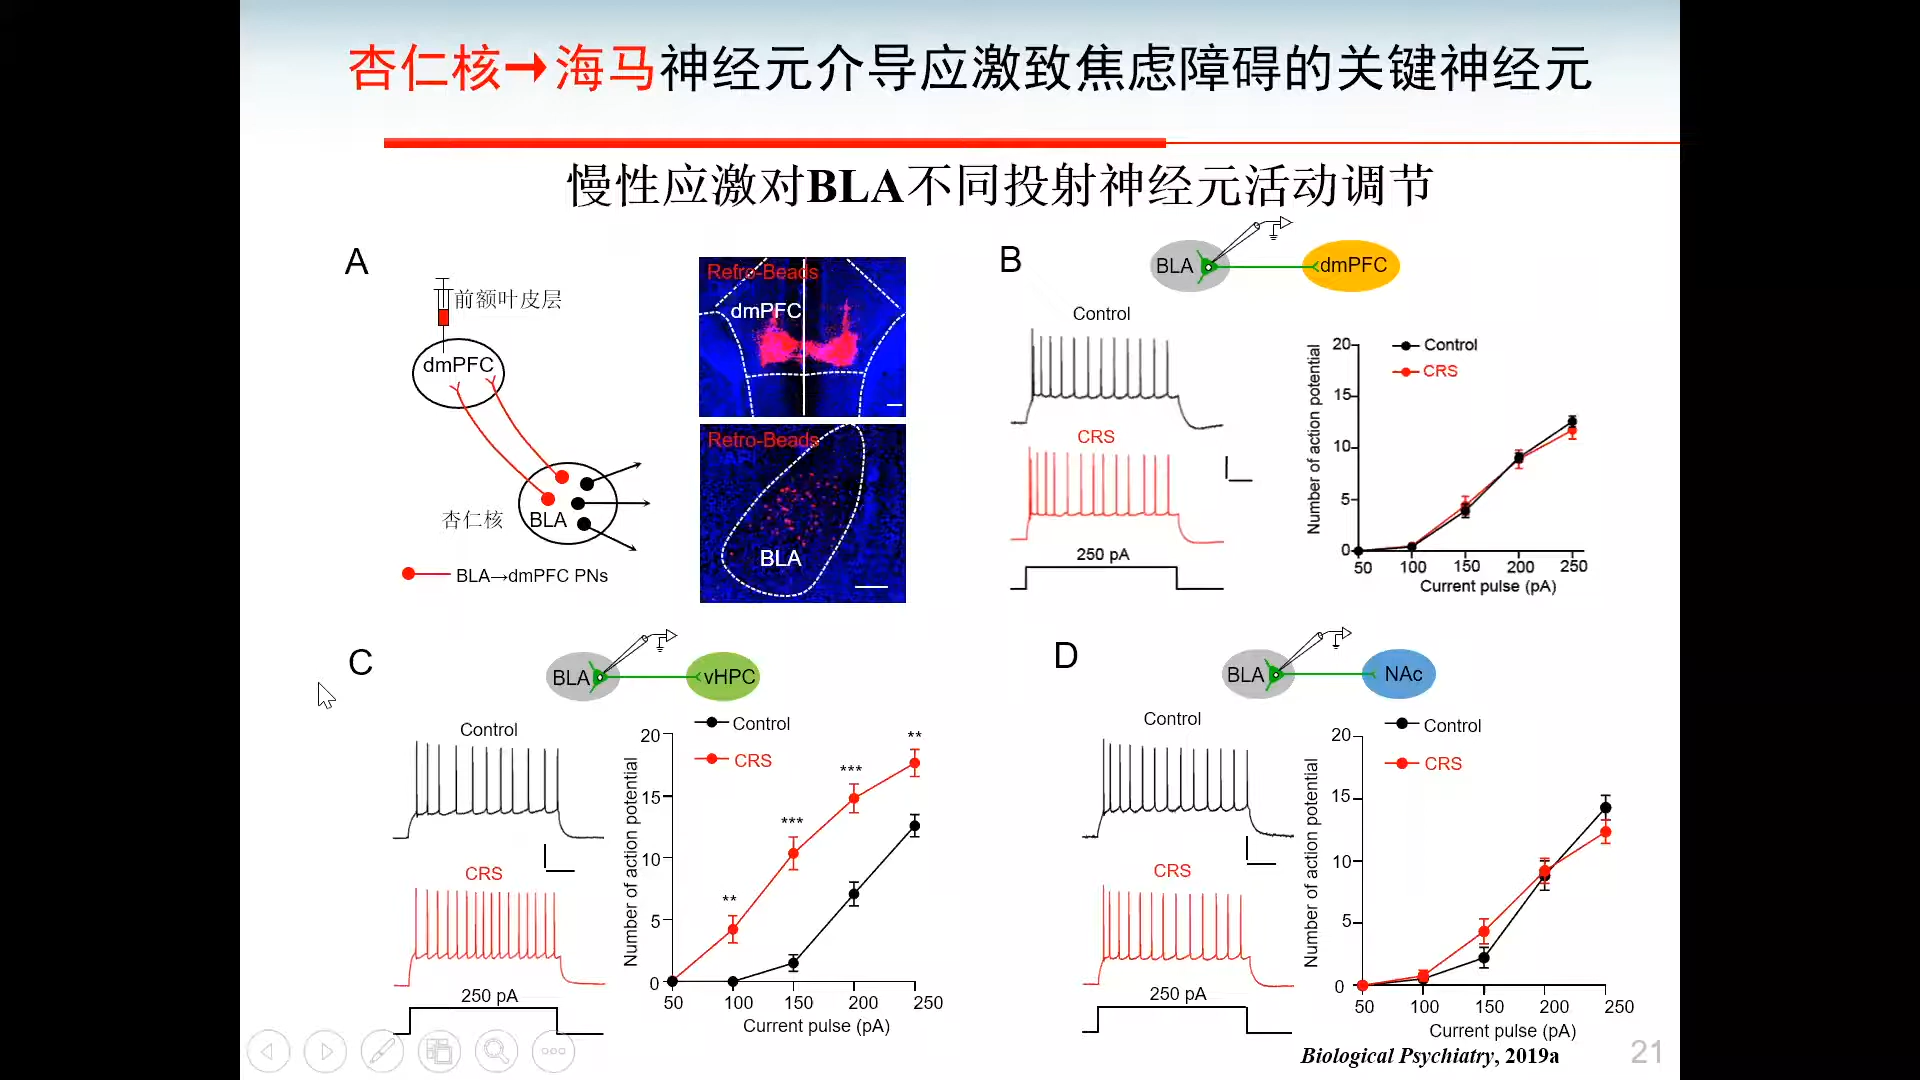 杏仁核→海马神经元介导应激致焦虑障碍的关键神经元
慢性应激对BLA不同投射神经元活动调节
A
前额叶皮层
dmPFC
杏仁核
BLA
BLA→dmPFC PNs
Retro-Beads
dmPFC
Retro-Beads
BLA
B
BLA
dmPFC
Control
CRS
250 pA
Number of action potential
20
15
10
5
0
Control
CRS
50 100 150 200 250
Current pulse (pA)
C
BLA
vHPC
Control
CRS
250 pA
Number of action potential
20
15
10
5
0
Control
CRS
**
***
***
**
50 100 150 200 250
Current pulse (pA)
D
BLA
NAc
Control
CRS
250 pA
Number of action potential
20
15
10
5
0
Control
CRS
50 100 150 200 250
Current pulse (pA)
Biological Psychiatry, 2019a
21